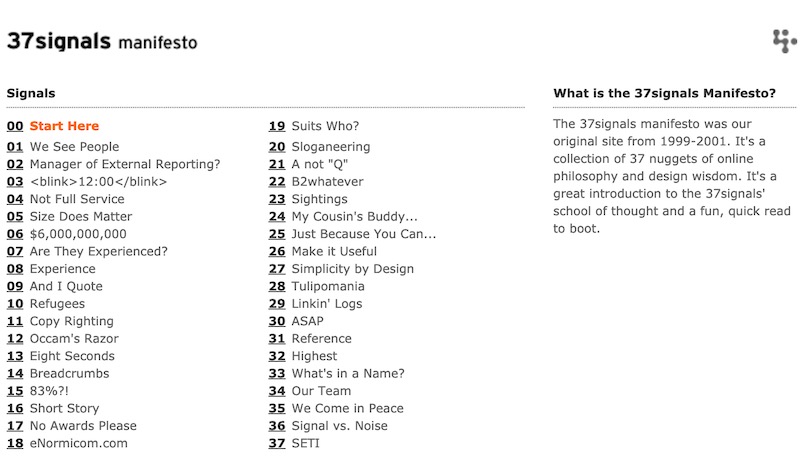 37signals manifesto
Signals
00 Start Here
01 We See People
02 Manager of External Reporting?
03 <blink>12:00</blink>
04 Not Full Service
05 Size Does Matter
06 $6,000,000,000
07 Are They Experienced?
08 Experience
09 And I Quote
10 Refugees
11 Copy Righting
12 Occam's Razor
13 Eight Seconds
14 Breadcrumbs
15 83%?!
16 Short Story
17 No Awards Please
18 eNormicom.com
19 Suits Who?
20 Sloganeering
21 A not "Q"
22 B2whatever
23 Sightings
24 My Cousin's Buddy...
25 Just Because You Can...
26 Make it Useful
27 Simplicity by Design
28 Tulipomania
29 Linkin' Logs
30 ASAP
31 Reference
32 Highest
33 What's in a Name?
34 Our Team
35 We Come in Peace
36 Signal vs. Noise
37 SETI
What is the 37signals Manifesto?
The 37signals manifesto was our
original site from 1999-2001. It's a
collection of 37 nuggets of online
philosophy and design wisdom. It's a
great introduction to the 37signals'
school of thought and a fun, quick read
to boot.